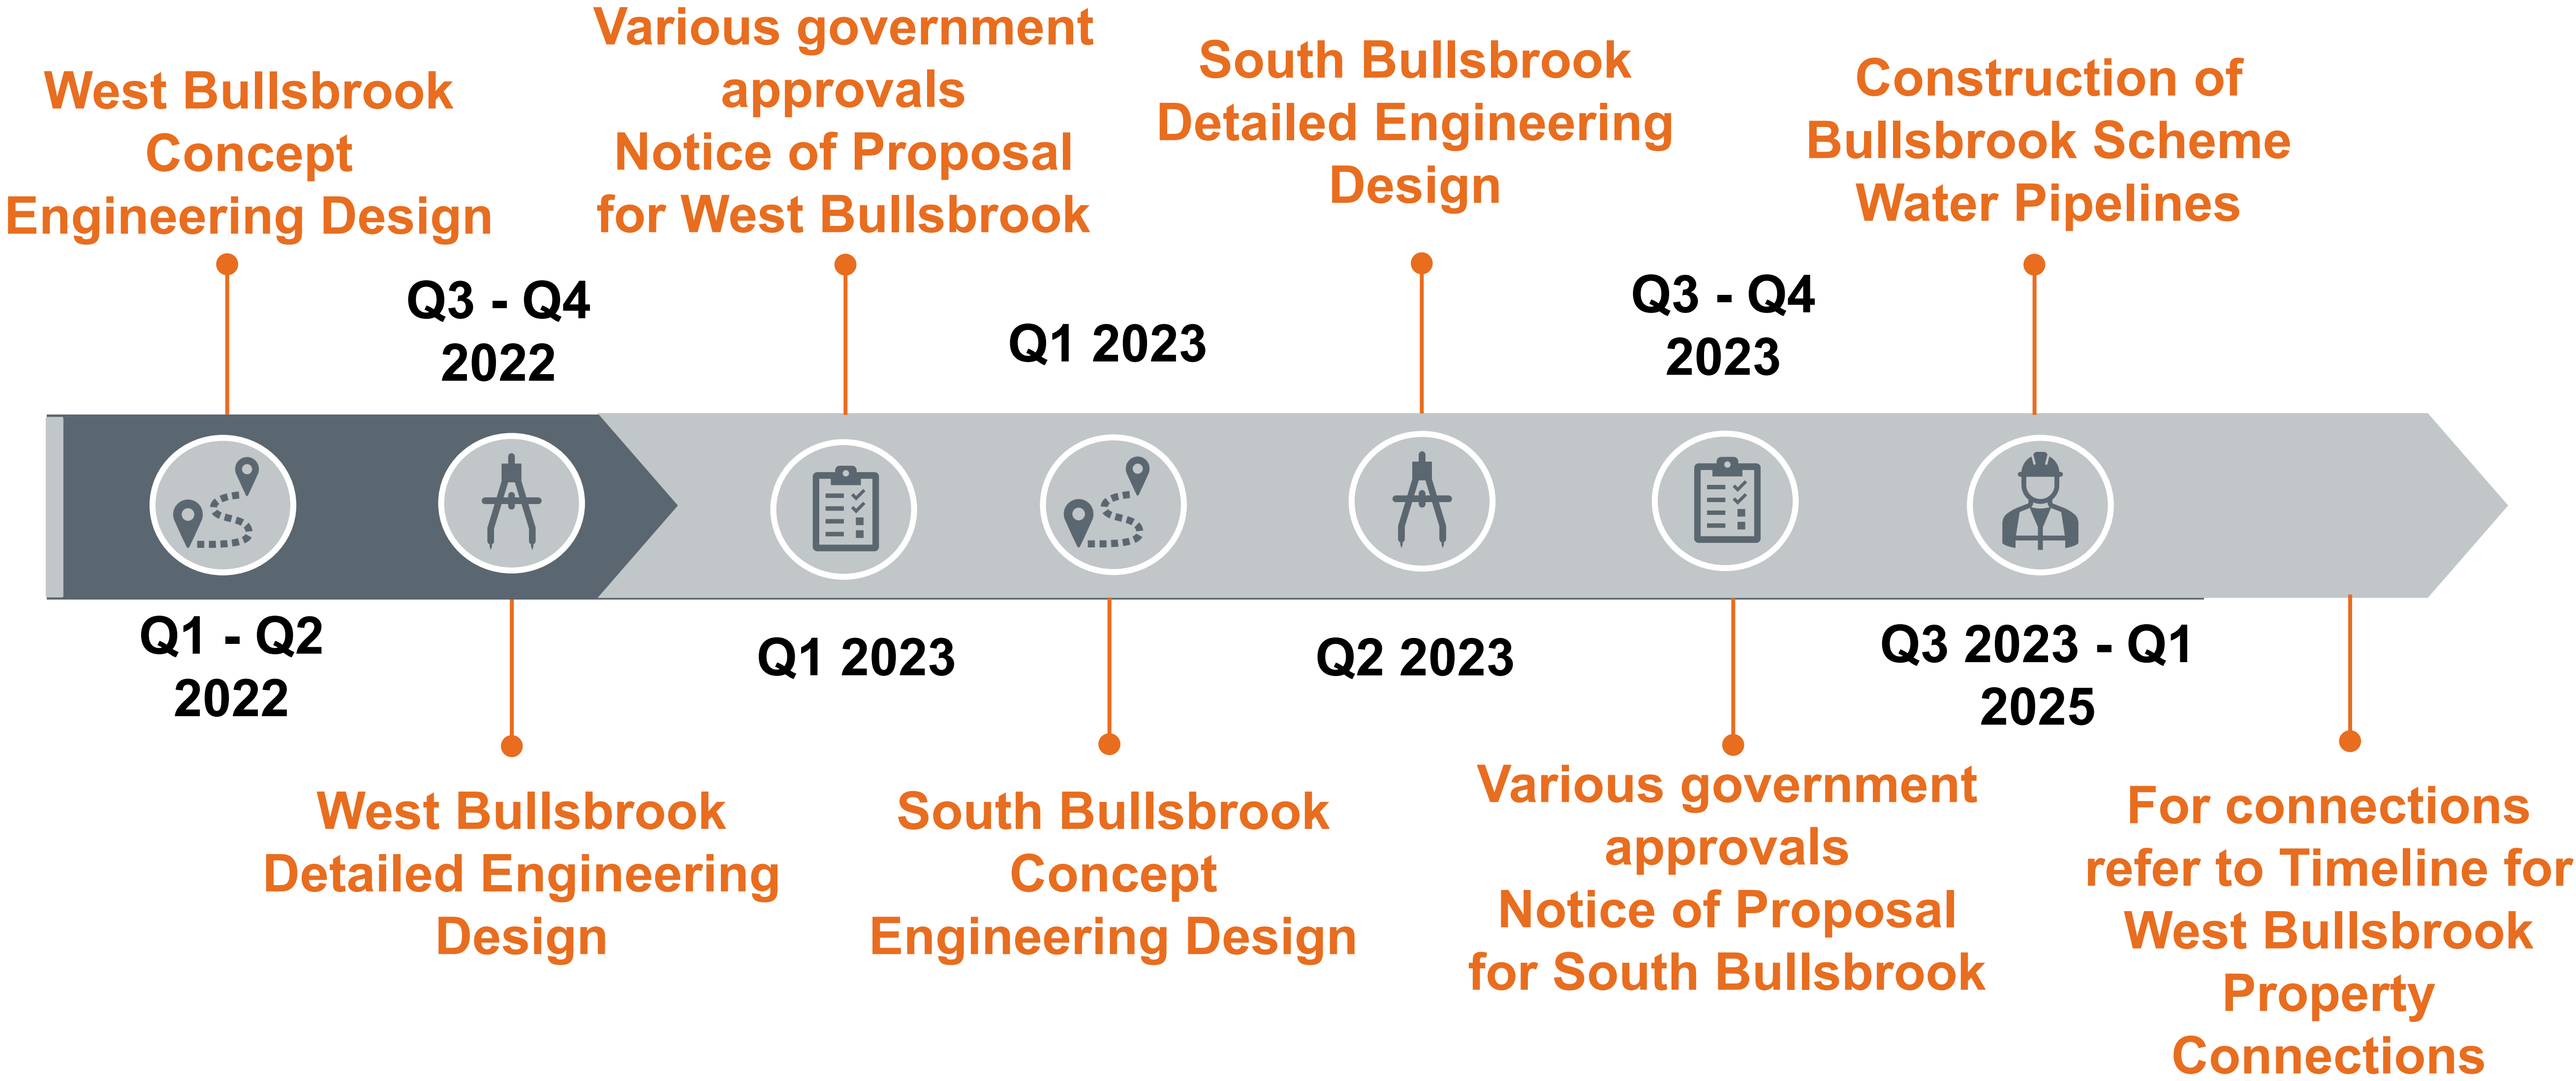 West Bullsbrook
Concept
Engineering Design
Q1 - Q2
2022
Q3 - Q4
2022
West Bullsbrook
Detailed Engineering
Design
Various government
approvals
Notice of Proposal
for West Bullsbrook
Q1 2023
Q1 2023
South Bullsbrook
Concept
Engineering Design
South Bullsbrook
Detailed Engineering
Design
Q2 2023
Q3 - Q4
2023
Various government
approvals
Notice of Proposal
for South Bullsbrook
Construction of
Bullsbrook Scheme
Water Pipelines
Q3 2023 - Q1
2025
For connections
refer to Timeline for
West Bullsbrook
Property
Connections